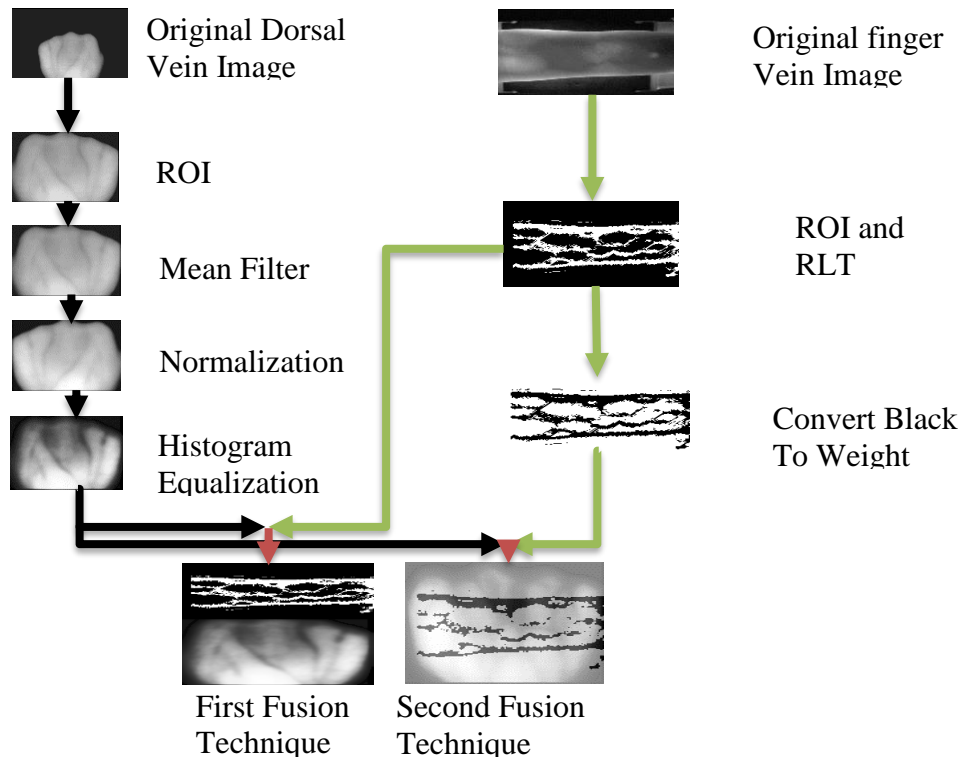 Original Dorsal
Vein Image
Original finger
Vein Image
ROI
ROI and
RLT
Mean Filter
Normalization
Convert Black
To Weight
Histogram
Equalization
First Fusion
Technique
Second Fusion
Technique